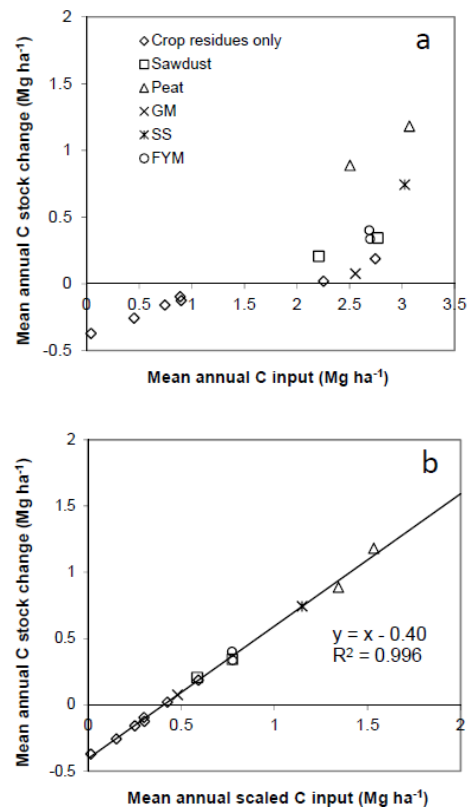 a
2
1.5
1
0.5
0
-0.5
Mean annual C stock change (Mg ha⁻¹)
Crop residues only
Sawdust
Peat
GM
SS
FYM
0 0.5 1 1.5 2 2.5 3 3.5
Mean annual C input (Mg ha⁻¹)
b
2
1.5
1
0.5
0
-0.5
Mean annual C stock change (Mg ha⁻¹)
y = x - 0.40
R² = 0.996
0 0.5 1 1.5 2
Mean annual scaled C input (Mg ha⁻¹)